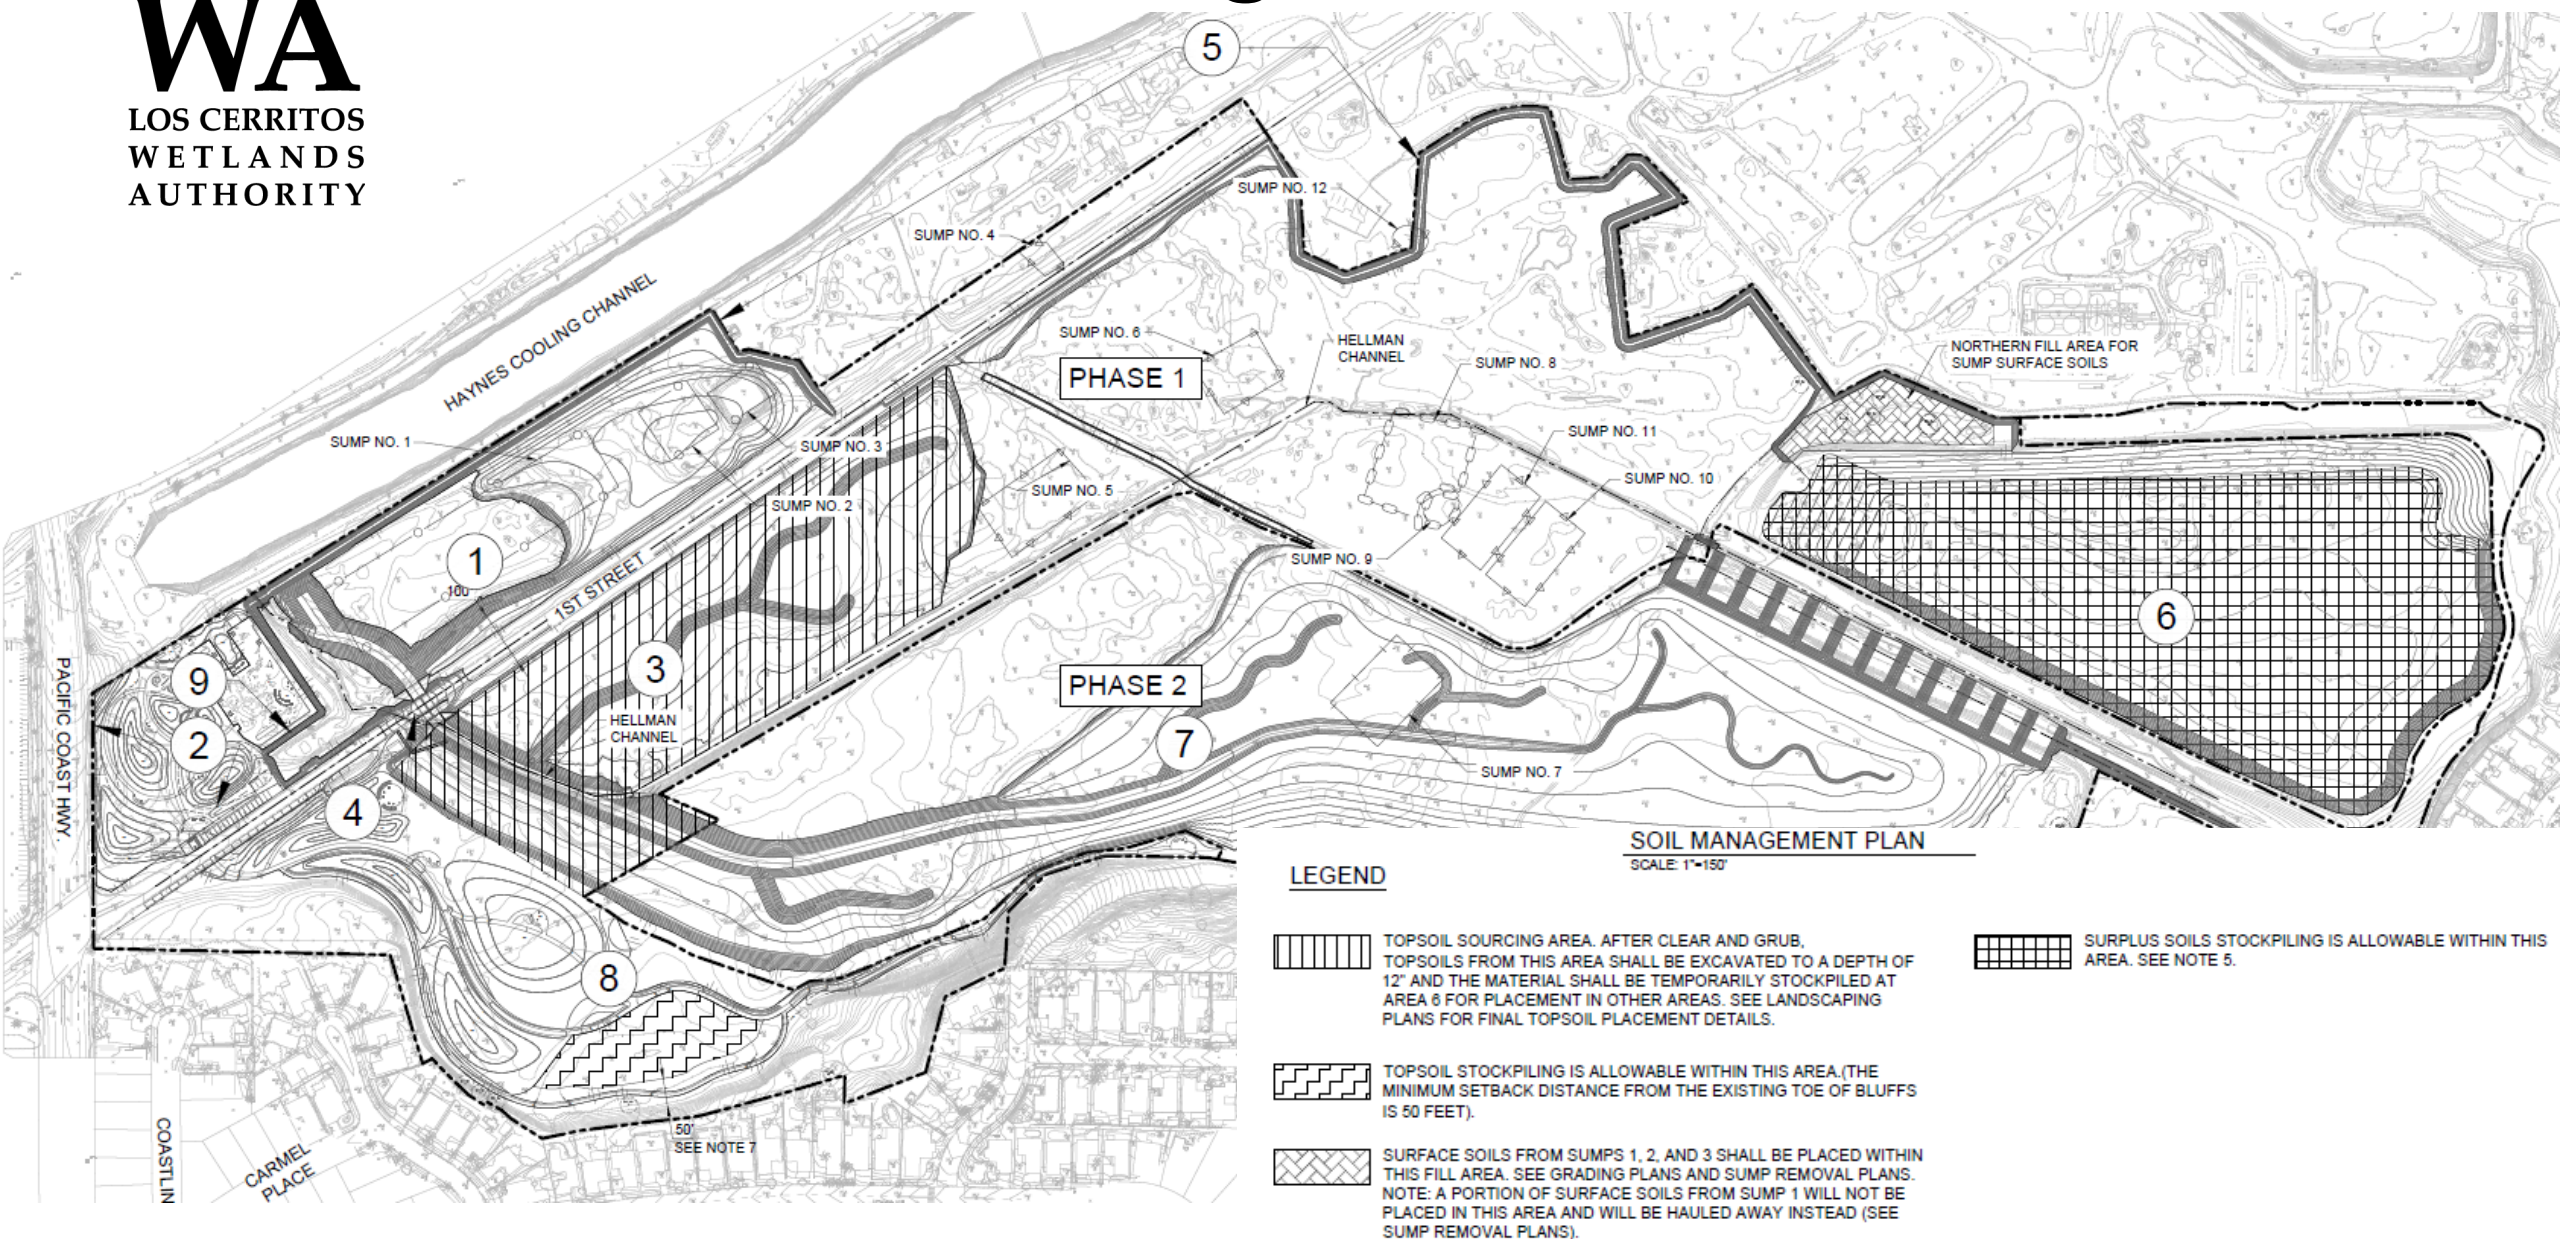 WA
LOS CERRITOS
WETLANDS
AUTHORITY
5
SUMP NO. 12
SUMP NO. 4
HAYNES COOLING CHANNEL
SUMP NO. 6
HELLMAN
CHANNEL
SUMP NO. 8
NORTHERN FILL AREA FOR
SUMP SURFACE SOILS
PHASE 1
SUMP NO. 1
SUMP NO. 3
SUMP NO. 11
SUMP NO. 5
SUMP NO. 10
SUMP NO. 2
1
100'
1ST STREET
SUMP NO. 9
6
3
9
PHASE 2
PACIFIC COAST HWY.
HELLMAN
CHANNEL
2
7
SUMP NO. 7
4
8
50'
SEE NOTE 7
COASTLIN
CARMEL
PLACE
SOIL MANAGEMENT PLAN
SCALE: 1"=150'
LEGEND
TOPSOIL SOURCING AREA. AFTER CLEAR AND GRUB,
TOPSOILS FROM THIS AREA SHALL BE EXCAVATED TO A DEPTH OF
12" AND THE MATERIAL SHALL BE TEMPORARILY STOCKPILED AT
AREA 6 FOR PLACEMENT IN OTHER AREAS. SEE LANDSCAPING
PLANS FOR FINAL TOPSOIL PLACEMENT DETAILS.
TOPSOIL STOCKPILING IS ALLOWABLE WITHIN THIS AREA.(THE
MINIMUM SETBACK DISTANCE FROM THE EXISTING TOE OF BLUFFS
IS 50 FEET).
SURFACE SOILS FROM SUMPS 1, 2, AND 3 SHALL BE PLACED WITHIN
THIS FILL AREA. SEE GRADING PLANS AND SUMP REMOVAL PLANS.
NOTE: A PORTION OF SURFACE SOILS FROM SUMP 1 WILL NOT BE
PLACED IN THIS AREA AND WILL BE HAULED AWAY INSTEAD (SEE
SUMP REMOVAL PLANS).
SURPLUS SOILS STOCKPILING IS ALLOWABLE WITHIN THIS
AREA. SEE NOTE 5.